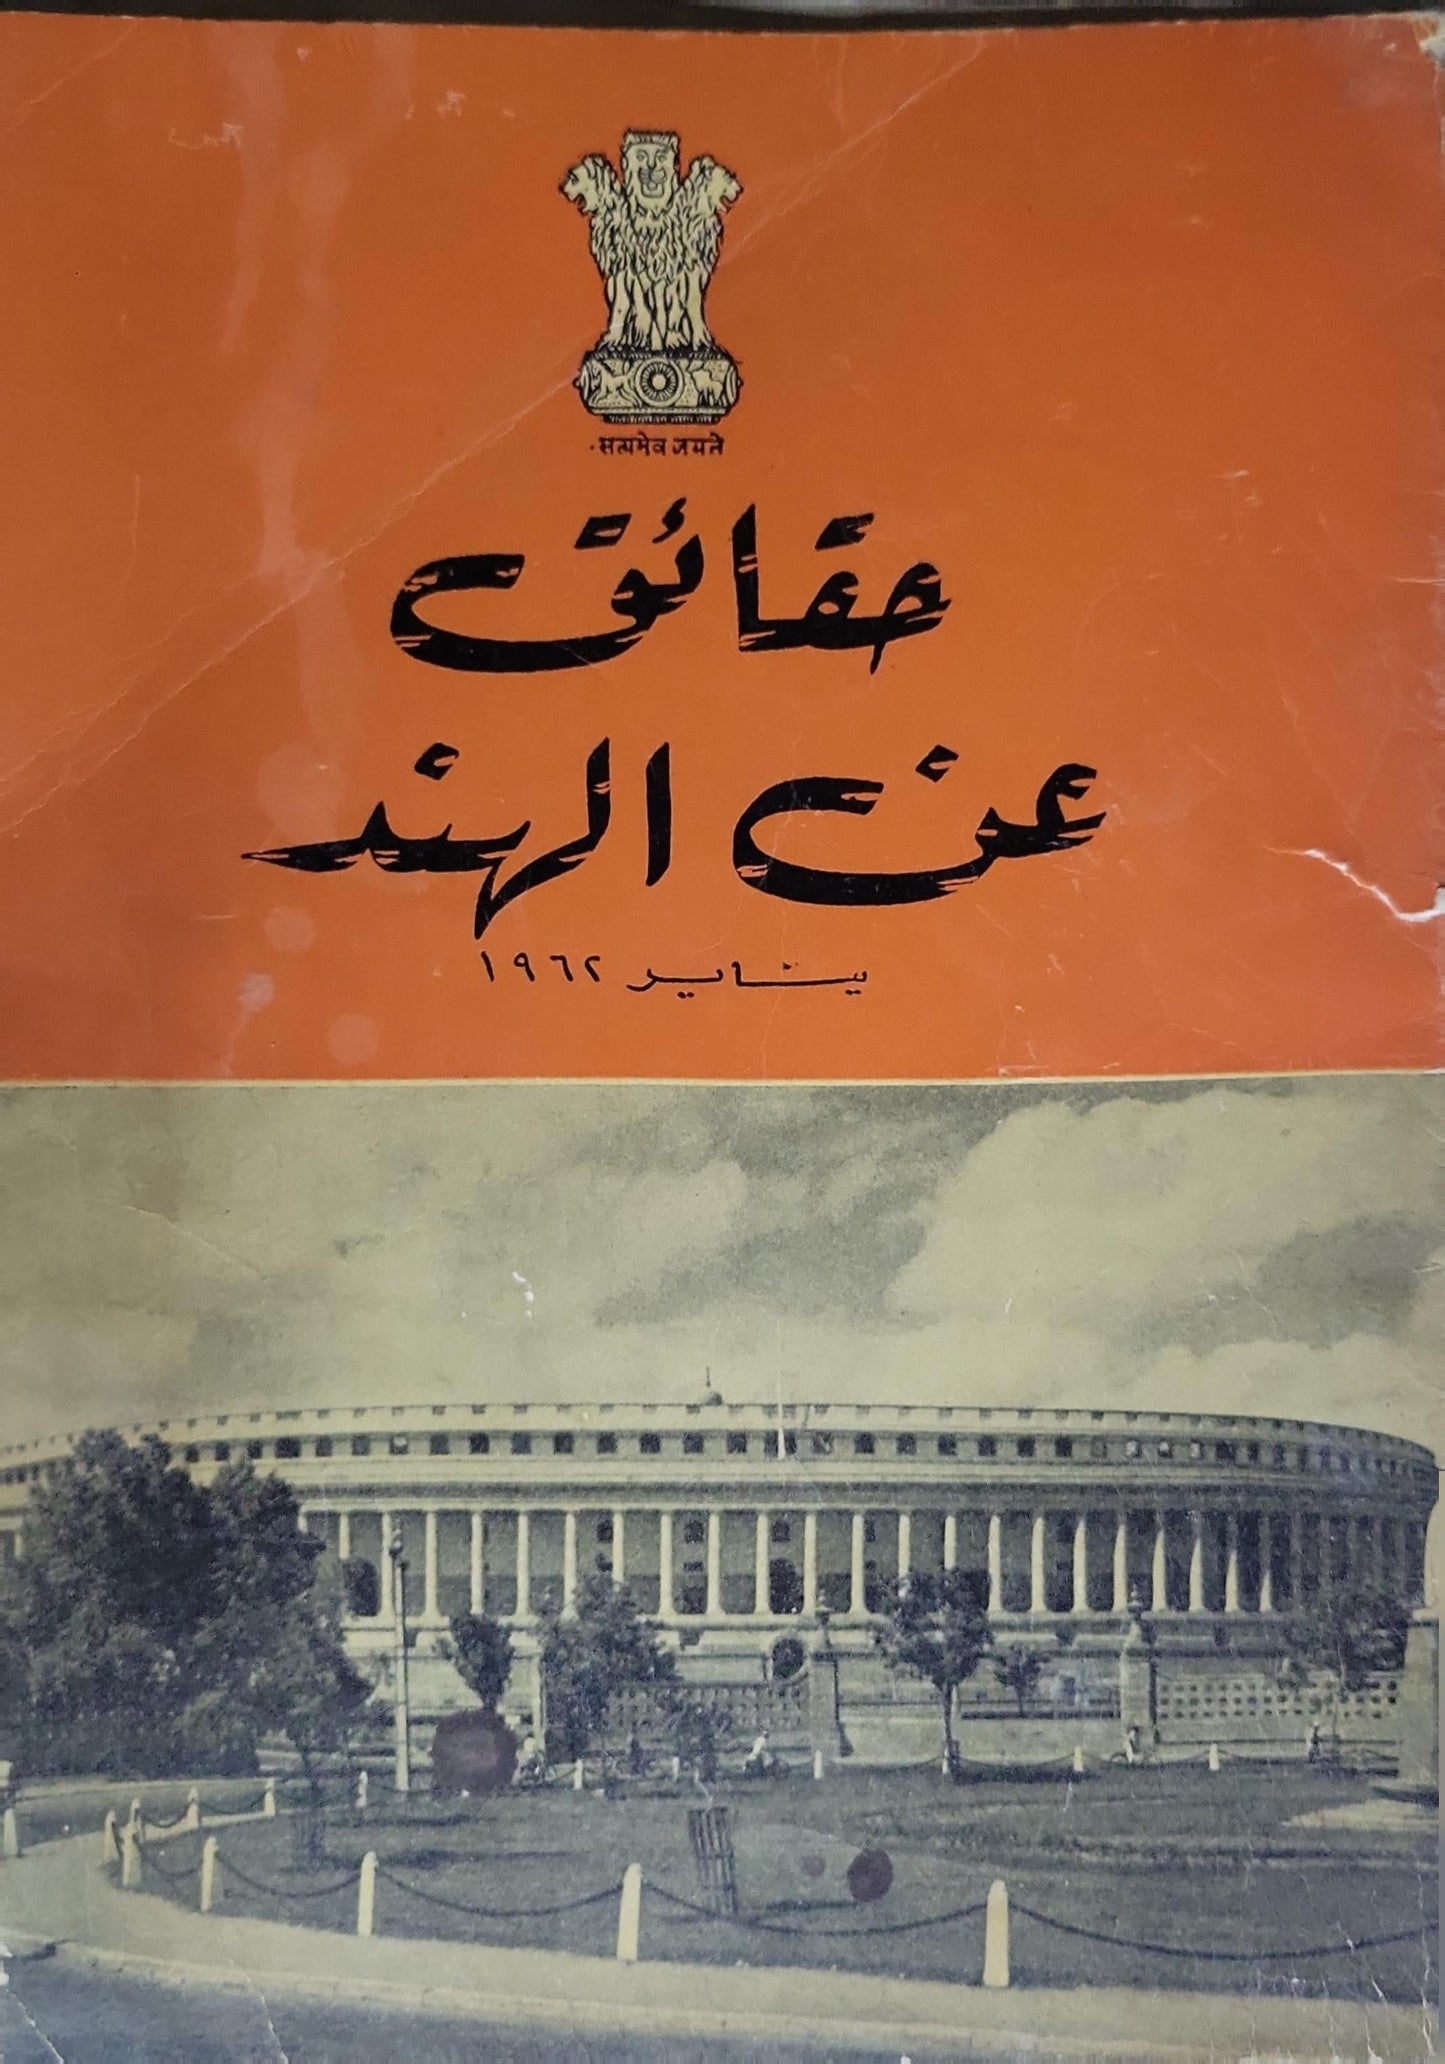 सत्यमेव जयते
حقائق
عن الهند
يناير ١٩٦٢